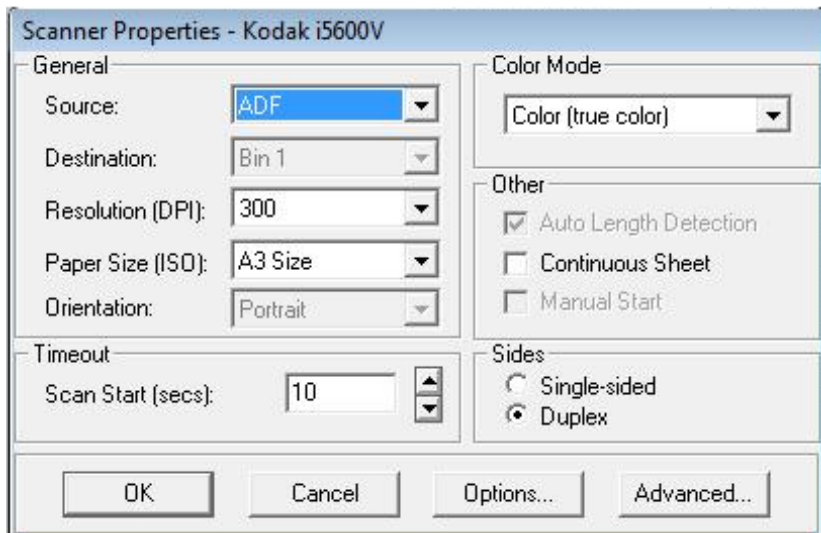 Scanner Properties - Kodak i5600V
General
Source: ADF
Destination: Bin 1
Resolution (DPI): 300
Paper Size (ISO): A3 Size
Orientation: Portrait
Color Mode
Color (true color)
Other
Auto Length Detection
Continuous Sheet
Manual Start
Timeout
Scan Start (secs): 10
Sides
Single-sided
Duplex
OK Cancel Options... Advanced...